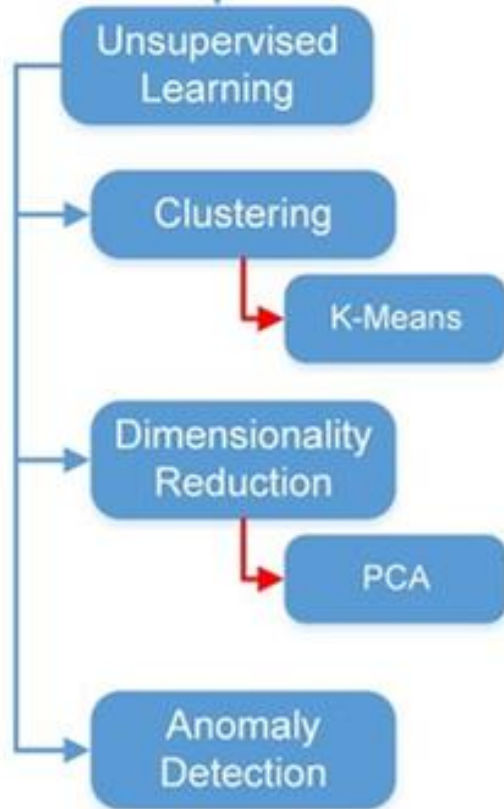 Unsupervised
Learning
Clustering
K-Means
Dimensionality
Reduction
PCA
Anomaly
Detection